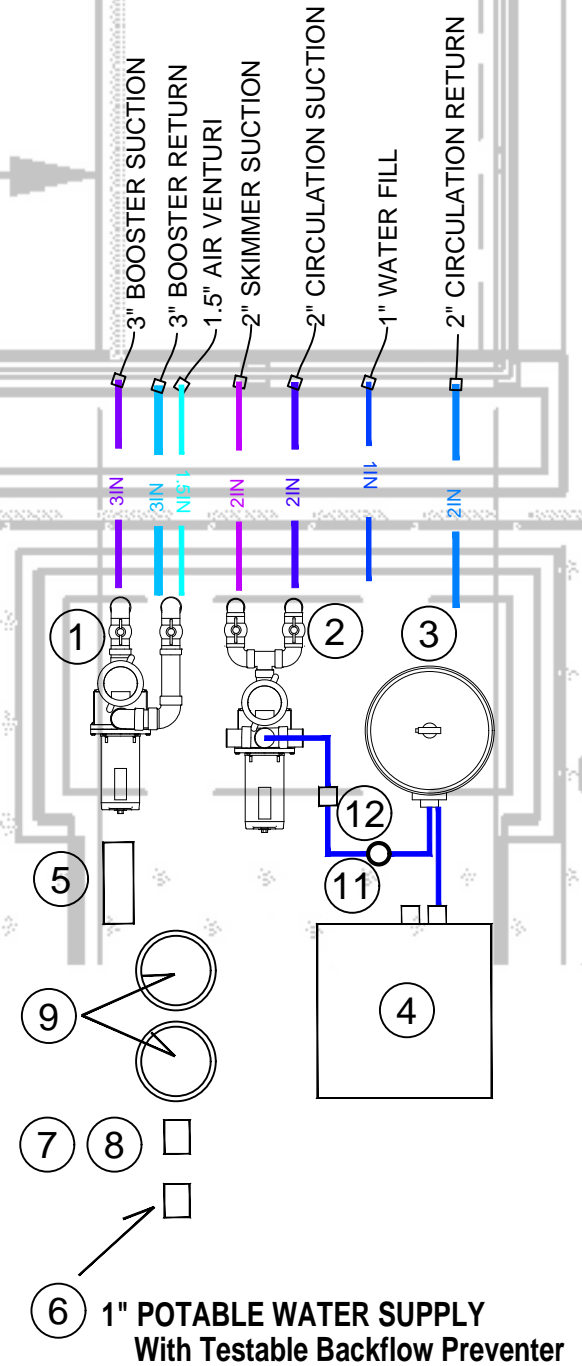 3" BOOSTER SUCTION
3" BOOSTER RETURN
1.5" AIR VENTURI
2" SKIMMER SUCTION
2" CIRCULATION SUCTION
1" WATER FILL
2" CIRCULATION RETURN
3IN
3IN
1.5IN
2IN
2IN
1IN
2IN
1
2
3
12
11
5
4
9
7
8
6
1" POTABLE WATER SUPPLY
With Testable Backflow Preventer